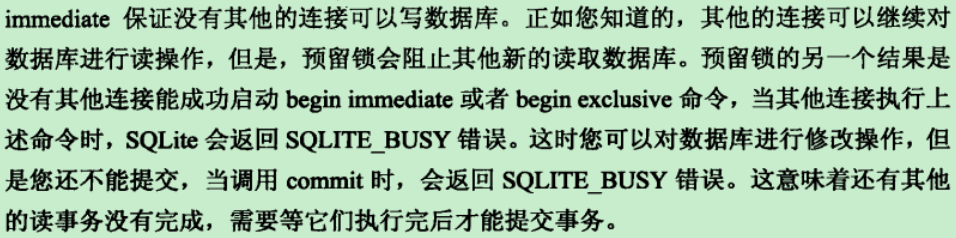 immediate 保证没有其他的连接可以写数据库。正如您知道的，其他的连接可以继续对
数据库进行读操作，但是，预留锁会阻止其他新的读取数据库。预留锁的另一个结果是
没有其他连接能成功启动 begin immediate 或者 begin exclusive 命令，当其他连接执行上
述命令时，SQLite 会返回 SQLITE_BUSY 错误。这时您可以对数据库进行修改操作，但
是您还不能提交，当调用 commit 时，会返回 SQLITE_BUSY 错误。这意味着还有其他
的读事务没有完成，需要等它们执行完后才能提交事务。